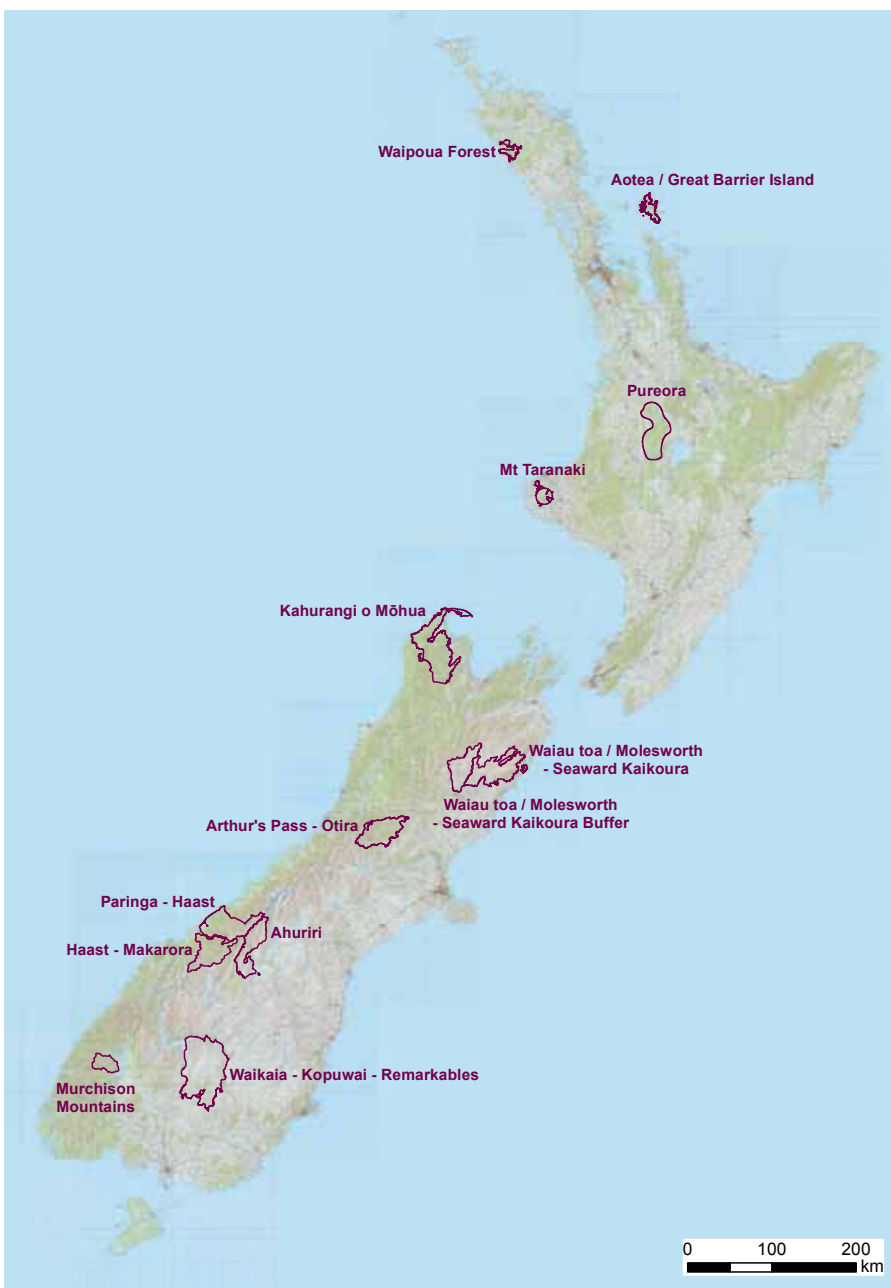 Waipoua Forest
Aotea / Great Barrier Island
Pureora
Mt Taranaki
Kahurangi o Mōhua
Waiau toa / Molesworth
- Seaward Kaikoura
Waiau toa / Molesworth
- Seaward Kaikoura Buffer
Arthur's Pass - Otira
Paringa - Haast
Ahuriri
Haast - Makarora
Waikaia - Kopuwai - Remarkables
Murchison
Mountains
0 100 200
km